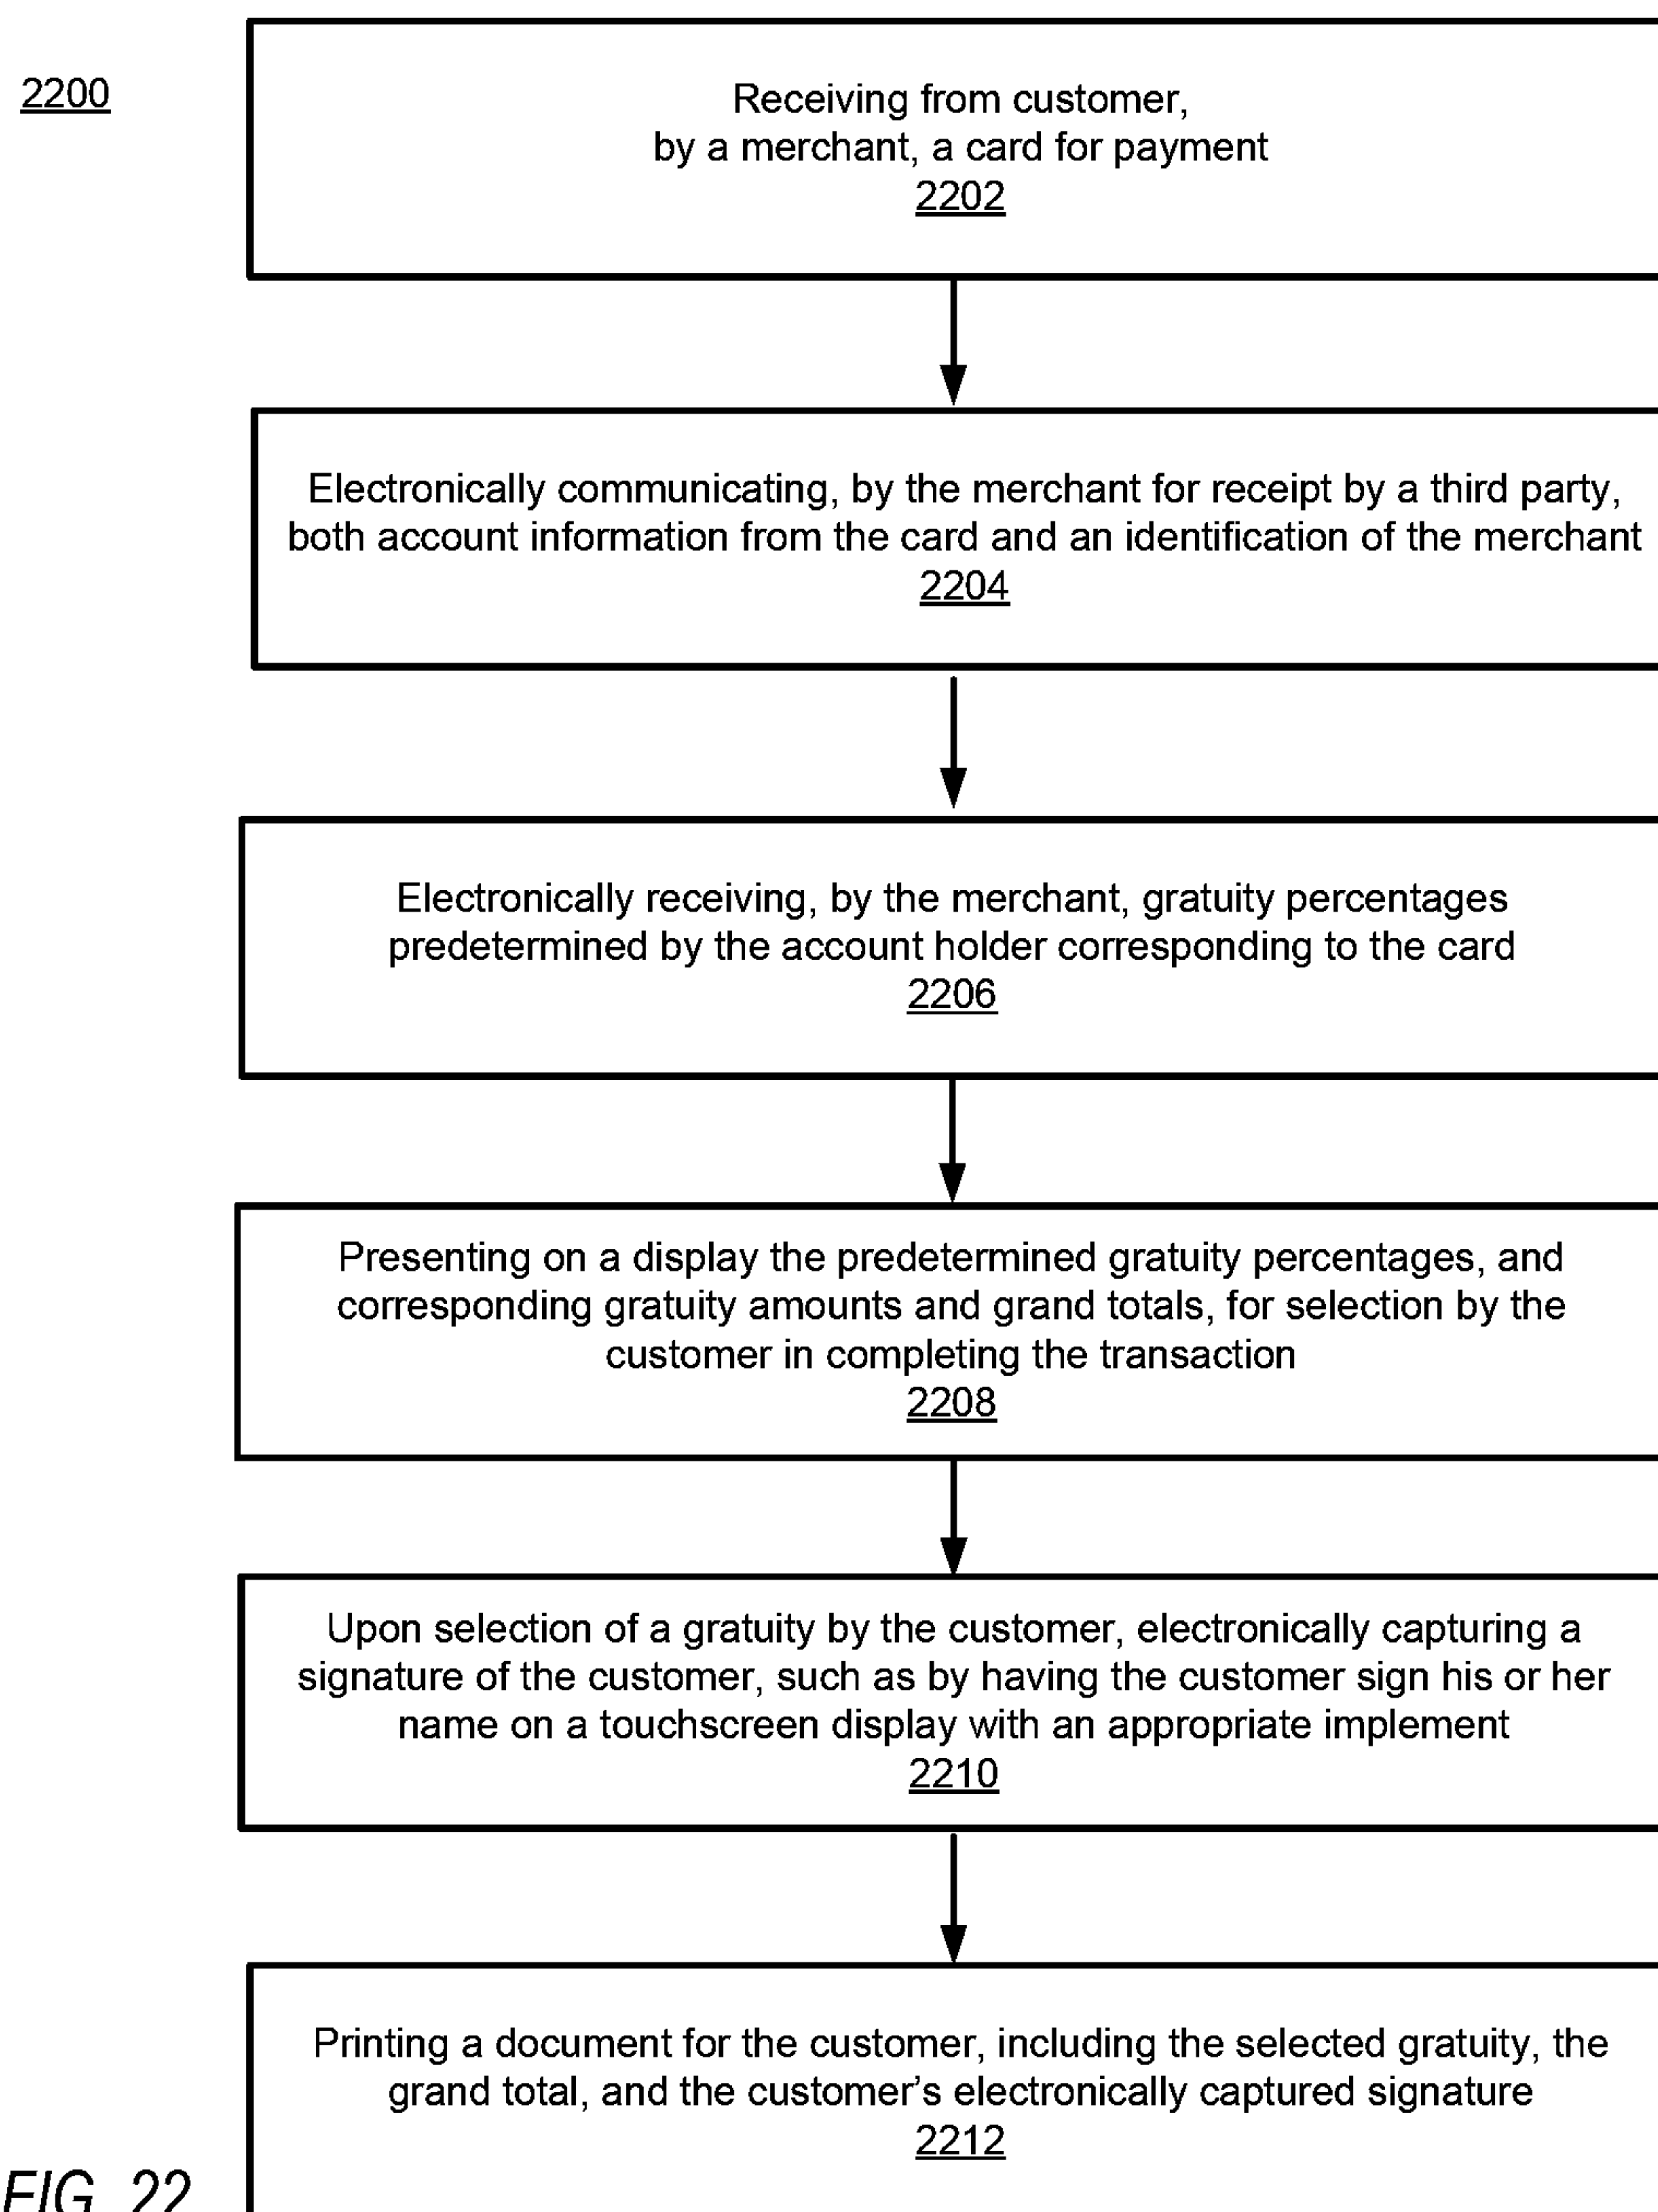 2200
Receiving from customer,
by a merchant, a card for payment
2202
Electronically communicating, by the merchant for receipt by a third party,
both account information from the card and an identification of the merchant
2204
Electronically receiving, by the merchant, gratuity percentages
predetermined by the account holder corresponding to the card
2206
Presenting on a display the predetermined gratuity percentages, and
corresponding gratuity amounts and grand totals, for selection by the
customer in completing the transaction
2208
Upon selection of a gratuity by the customer, electronically capturing a
signature of the customer, such as by having the customer sign his or her
name on a touchscreen display with an appropriate implement
2210
Printing a document for the customer, including the selected gratuity, the
grand total, and the customer’s electronically captured signature
2212
FIG. 22